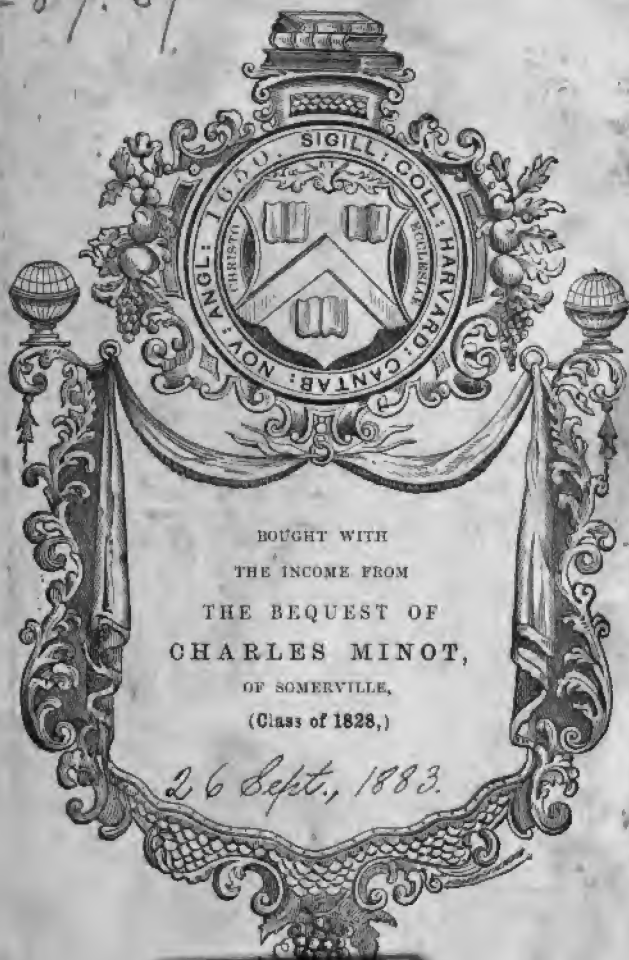 SIGILL: COLL: HARVARD: CANTAB: NOV: ANGL: 1650.
ET
CHRISTO
ECCLESIAE
BOUGHT WITH
THE INCOME FROM
THE BEQUEST OF
CHARLES MINOT,
OF SOMERVILLE,
(Class of 1828,)
26 Sept., 1883.